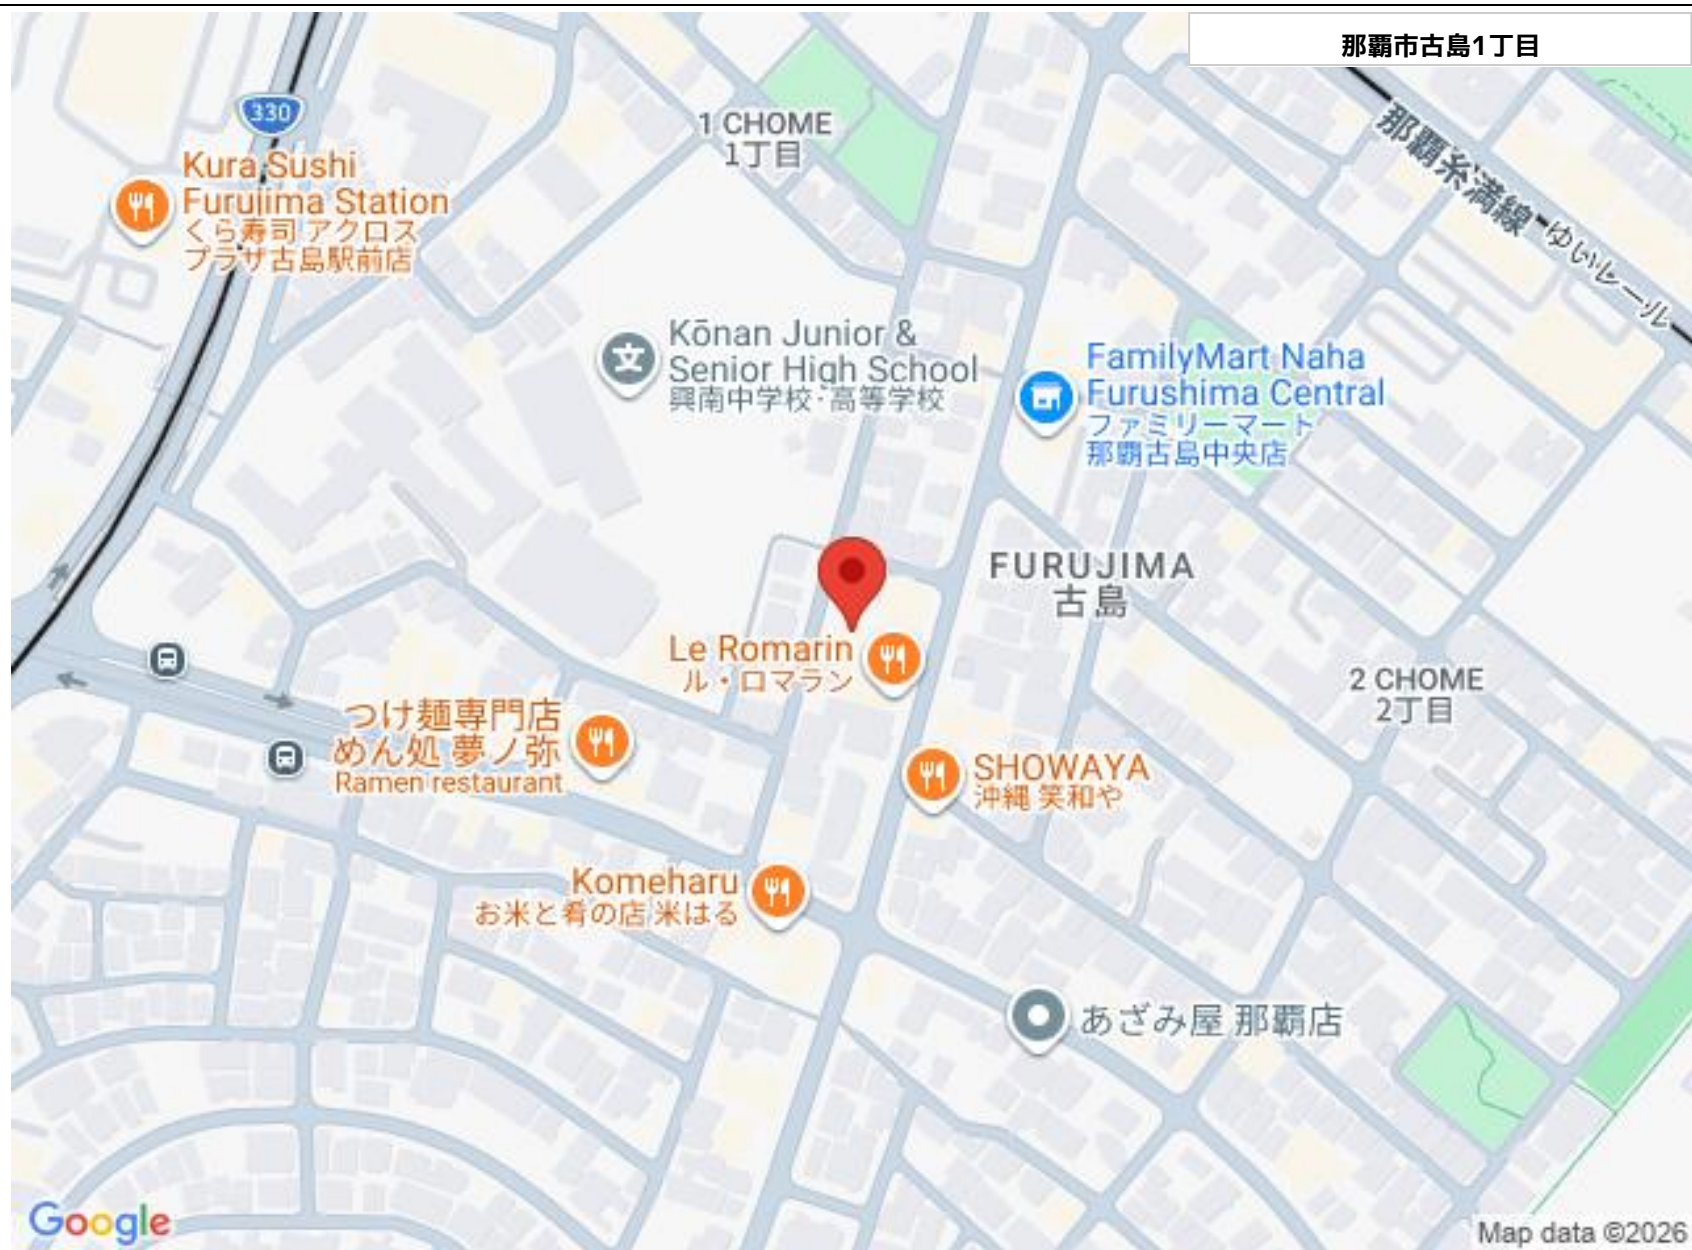 那覇市古島1丁目
330
1 CHOME
1丁目
那覇糸満線
ゆいレール
Kura Sushi
Furujima Station
くら寿司 アクロス
プラザ古島駅前店
Kōnan Junior &
Senior High School
興南中学校・高等学校
FamilyMart Naha
Furushima Central
ファミリーマート
那覇古島中央店
FURUJIMA
古島
Le Romarin
ル・ロマラン
2 CHOME
2丁目
つけ麺専門店
めん処 夢ノ弥
Ramen restaurant
SHOWAYA
沖縄 笑和や
Komeharu
お米と肴の店 米はる
あざみ屋 那覇店
Google
Map data ©2026